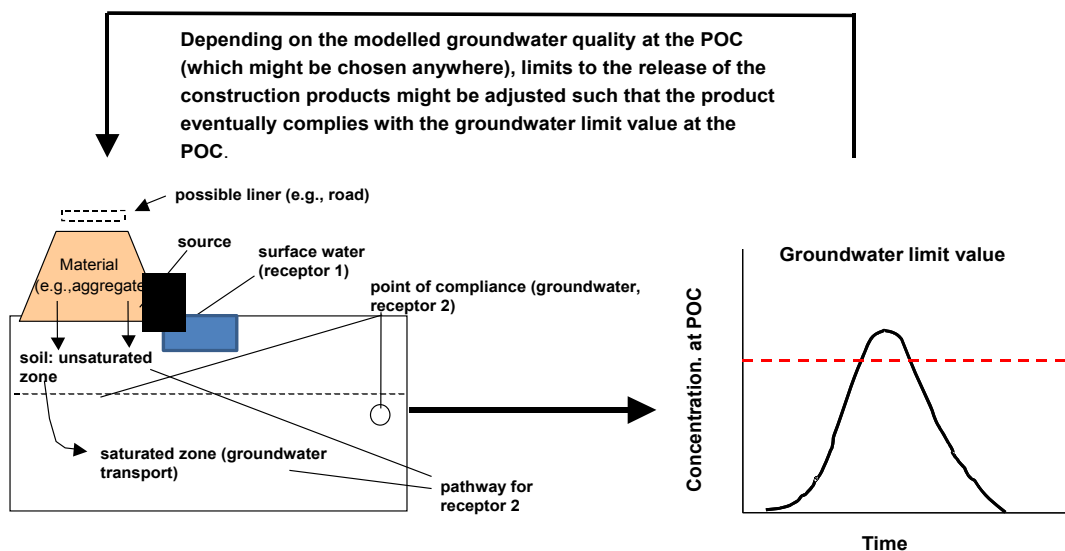 Depending on the modelled groundwater quality at the POC
(which might be chosen anywhere), limits to the release of the
construction products might be adjusted such that the product
eventually complies with the groundwater limit value at the
POC.
possible liner (e.g., road)
source
surface water
(receptor 1)
Material
(e.g.,aggregate
point of compliance (groundwater,
receptor 2)
soil: unsaturated
zone
saturated zone (groundwater
transport)
pathway for
receptor 2
Groundwater limit value
Concentration. at POC
Time